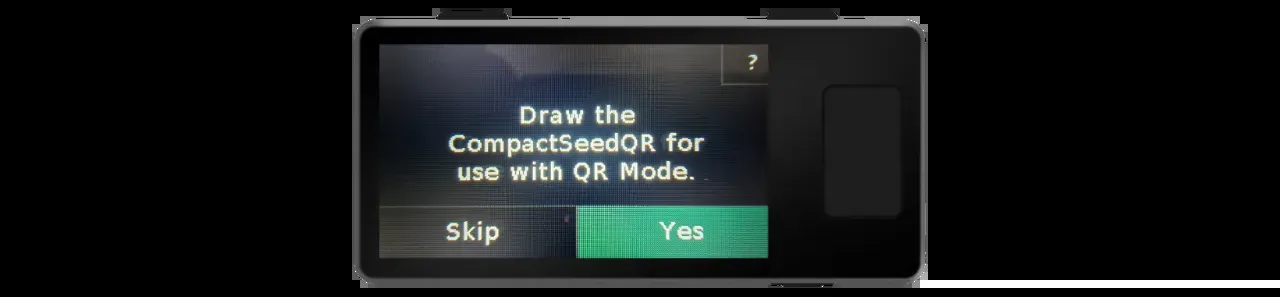 ?
Draw the
CompactSeedQR for
use with QR Mode.
Skip
Yes